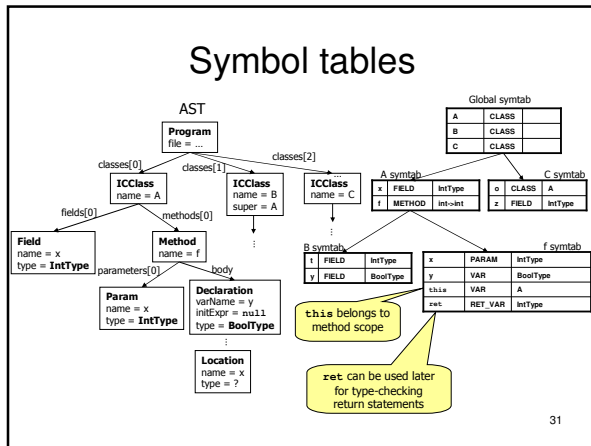 Symbol tables
AST
Program
file = ...
classes[0]
classes[1]
classes[2]
...
ICClass
name = A
ICClass
name = B
super = A
ICClass
name = C
fields[0]
methods[0]
Field
name = x
type = IntType
Method
name = f
parameters[0]
body
Param
name = x
type = IntType
Declaration
varName = y
initExpr = null
type = BoolType
Location
name = x
type = ?
Global symtab
A CLASS
B CLASS
C CLASS
A symtab
x FIELD IntType
f METHOD int->int
C symtab
o CLASS A
z FIELD IntType
B symtab
t FIELD IntType
y FIELD BoolType
f symtab
x PARAM IntType
y VAR BoolType
this VAR A
ret RET_VAR IntType
this belongs to
method scope
ret can be used later
for type-checking
return statements
31